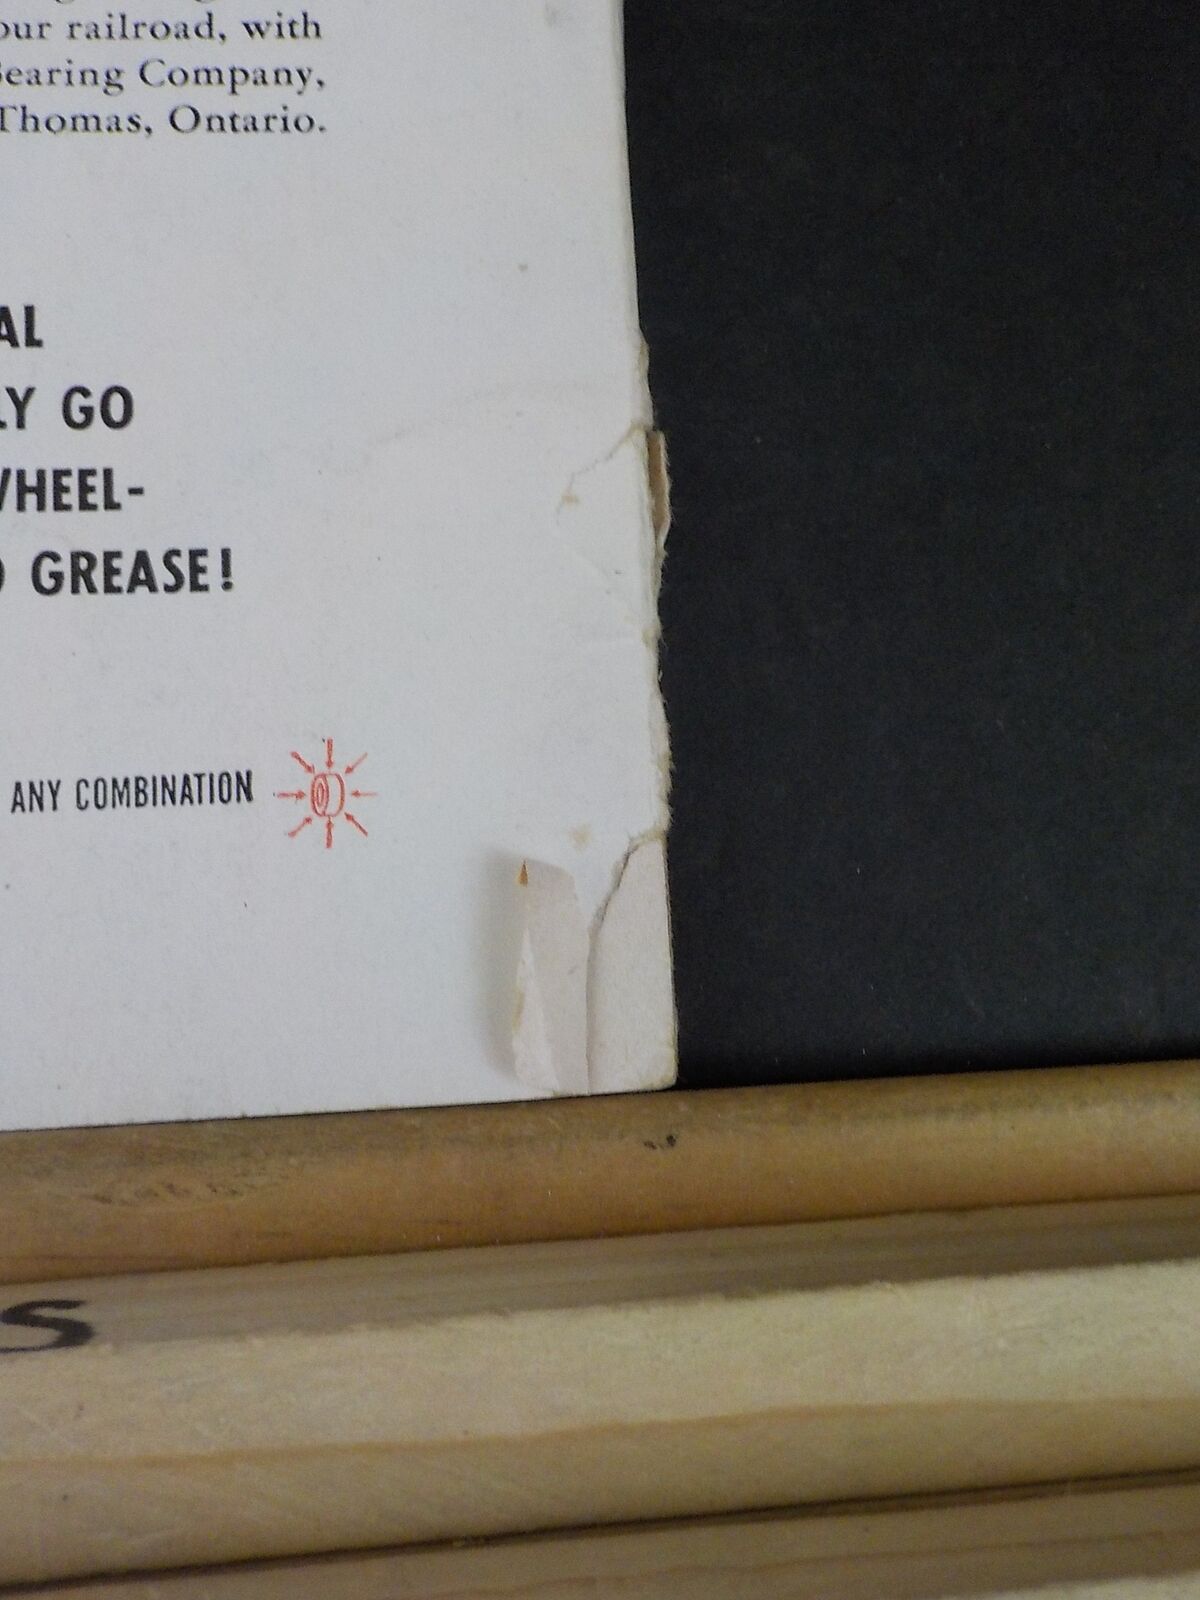 our railroad, with
Bearing Company,
Thomas, Ontario.
AL
LY GO
WHEEL-
GREASE!
ANY COMBINATION
S